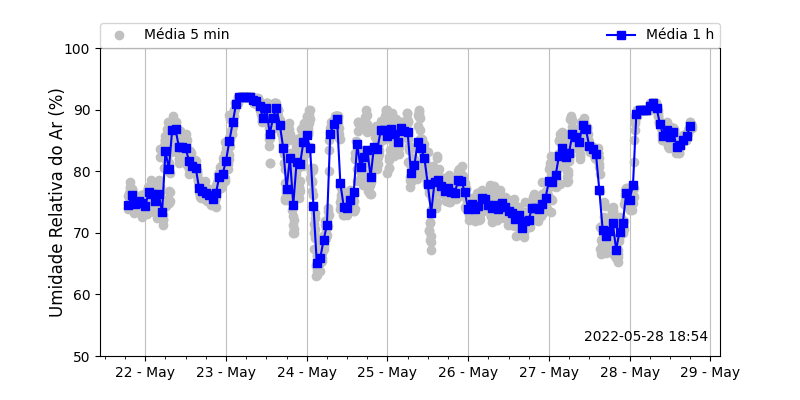 Média 5 min
Média 1 h
Umidade Relativa do Ar (%)
100
90
80
70
60
50
2022-05-28 18:54
22 - May
23 - May
24 - May
25 - May
26 - May
27 - May
28 - May
29 - May